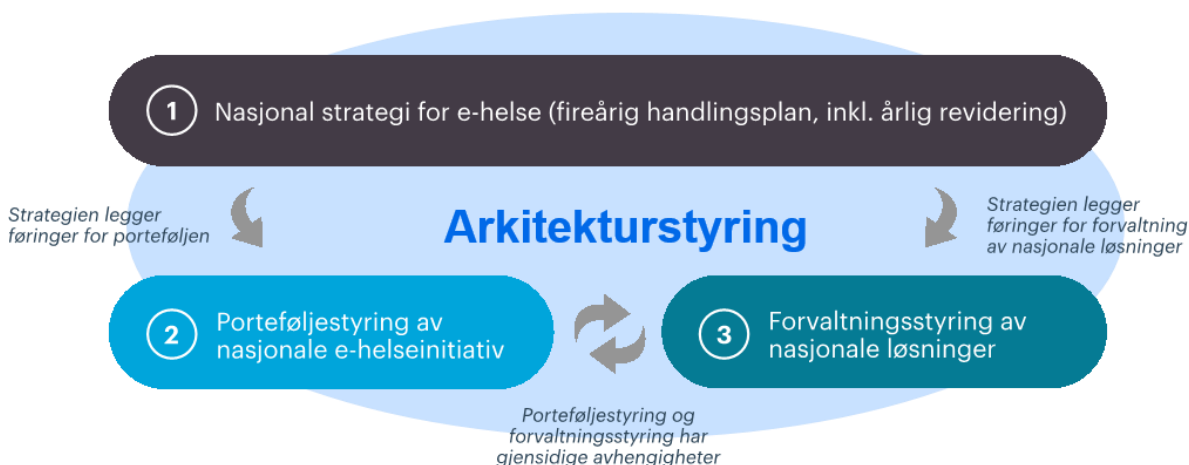 1 Nasjonal strategi for e-helse (fireårig handlingsplan, inkl. årlig revidering)
Strategien legger
føringer for porteføljen
Arkitekturstyring
Strategien legger
føringer for forvaltning
av nasjonale løsninger
2 Porteføljestyring av
nasjonale e-helseinitiativ
3 Forvaltningsstyring av
nasjonale løsninger
Porteføljestyring og
forvaltningsstyring har
gjensidige avhengigheter